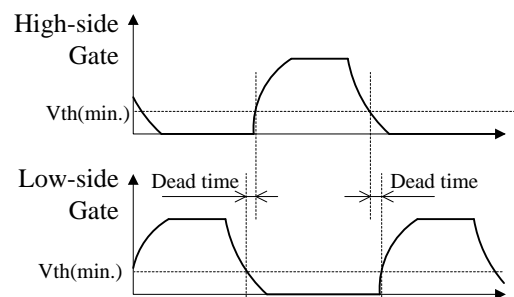 High-side
Gate
Vth(min.)
Low-side
Gate
Dead time
Dead time
Vth(min.)